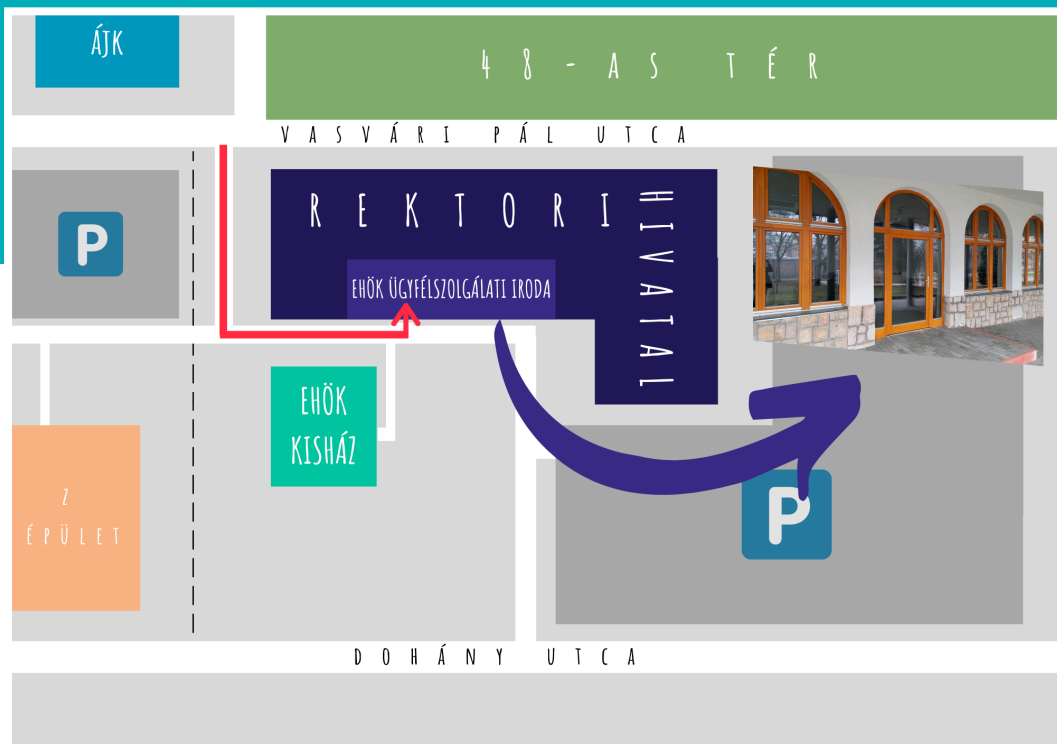 ÁJK
48-AS TÉR
VASVÁRI PÁL UTCA
P
REKTORI
HIVATAL
EHÖK ÜGYFÉLSZOLGÁLATI IRODA
EHÖK
KISHÁZ
Z
ÉPÜLET
P
DOHÁNY UTCA